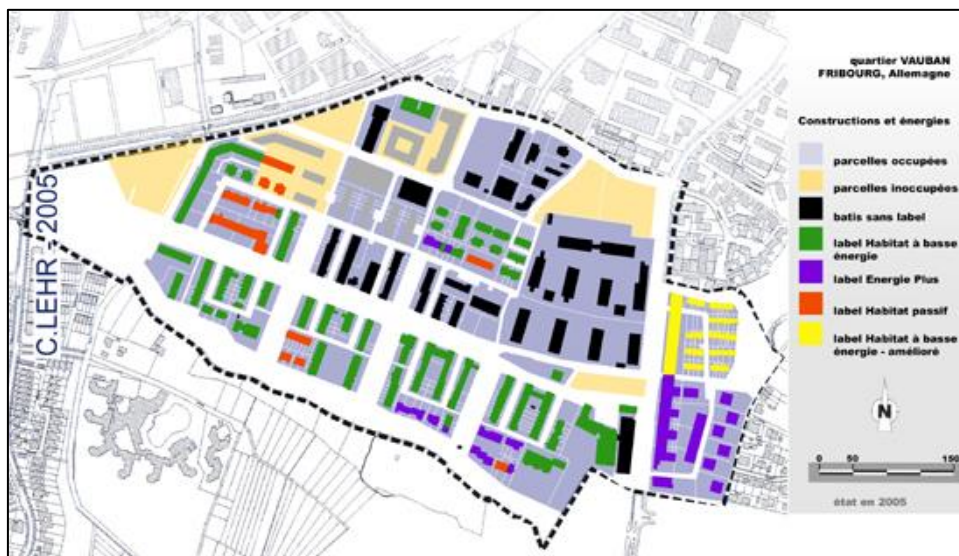 quartier VAUBAN
FRIBOURG, Allemagne
Constructions et énergies
parcelles occupées
parcelles inoccupées
batis sans label
label Habitat à basse
énergie
label Energie Plus
label Habitat passif
label Habitat à basse
énergie - amélioré
N
0 50 150
état en 2005
C.LEHR - 2005